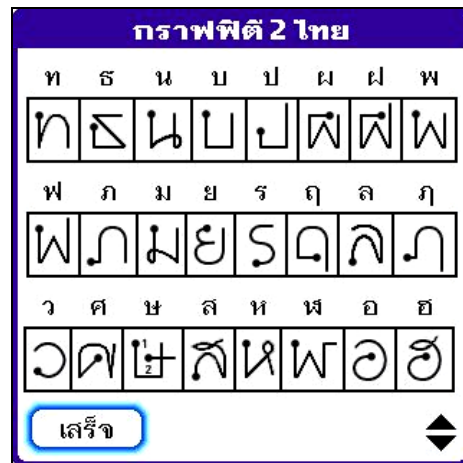 กราฟฟิตี 2 ไทย
ท ธ น บ ป ผ ฝ พ
ฟ ภ ม ย ร ฤ ล ฦ
ว ศ ษ ส ห ฬ อ ฮ
1
2
เสร็จ